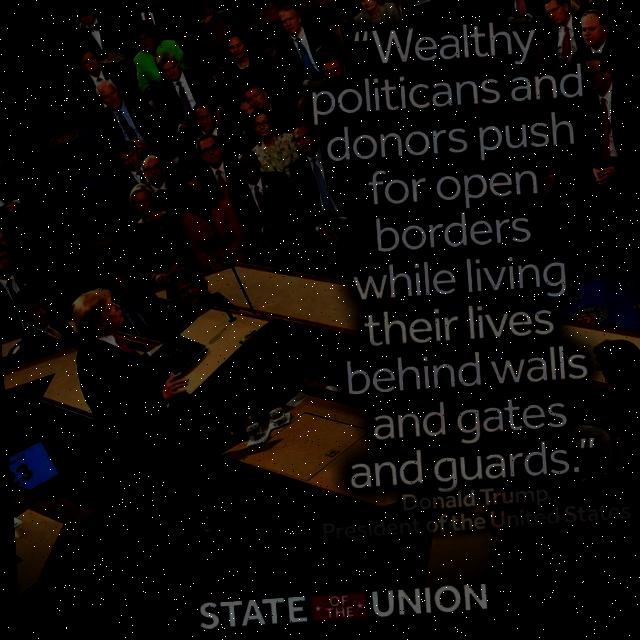 “Wealthy
politicans and
donors push
for open
borders
while living
their lives
behind walls
and gates
and guards.”
Donald Trump
President of the United States
STATE OF THE UNION